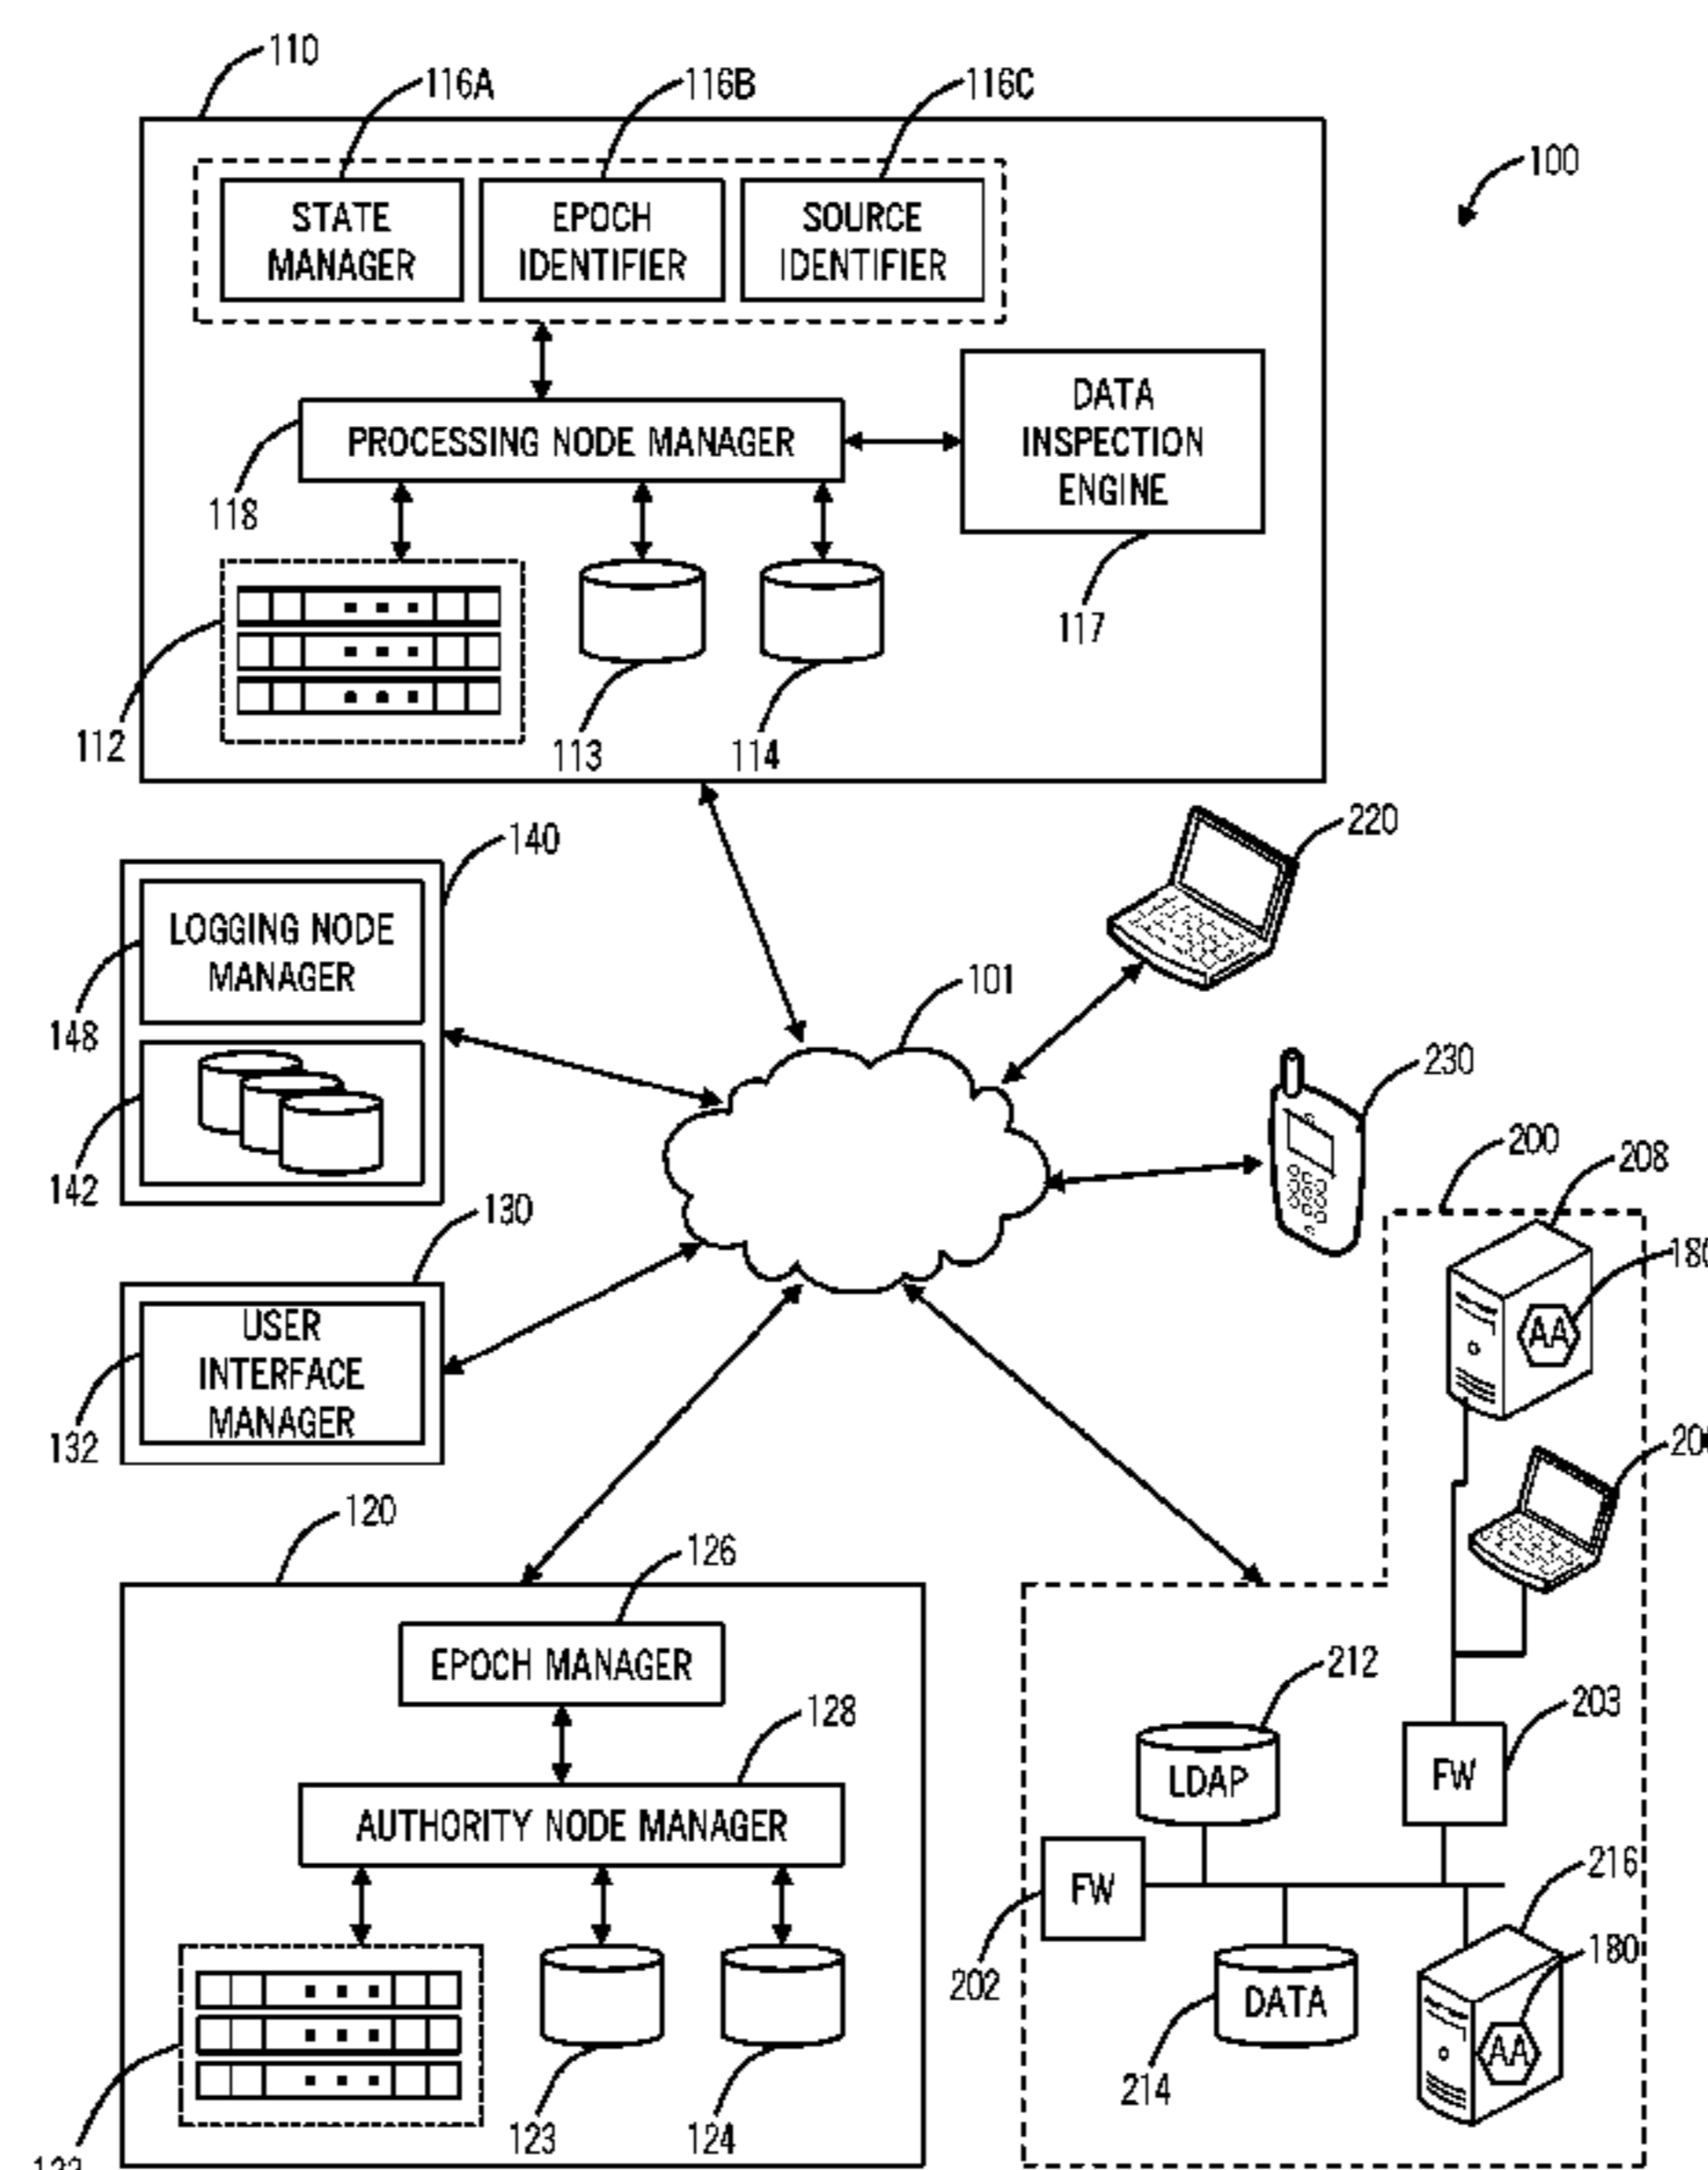 110
116A
116B
116C
100
STATE
MANAGER
EPOCH
IDENTIFIER
SOURCE
IDENTIFIER
DATA
INSPECTION
ENGINE
PROCESSING NODE MANAGER
118
117
112
113
114
220
140
LOGGING NODE
MANAGER
148
101
230
142
200
208
130
180
AA
USER
INTERFACE
MANAGER
132
120
126
EPOCH MANAGER
212
128
203
LDAP
FW
AUTHORITY NODE MANAGER
216
FW
180
202
DATA
AA
214
123
124